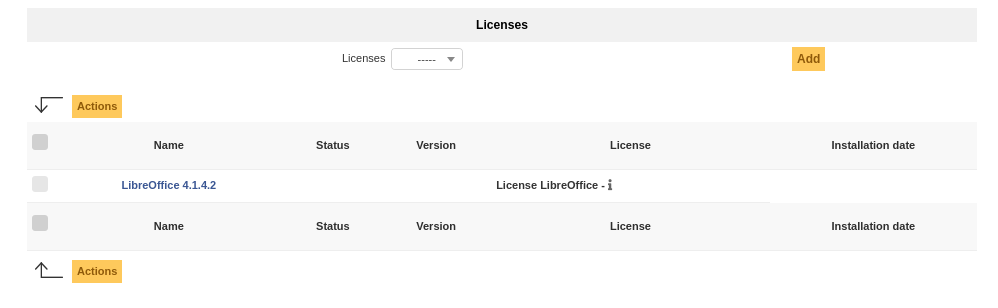 Licenses
Licenses ----- Add
Actions
Name Status Version License Installation date
LibreOffice 4.1.4.2 License LibreOffice - i
Name Status Version License Installation date
Actions